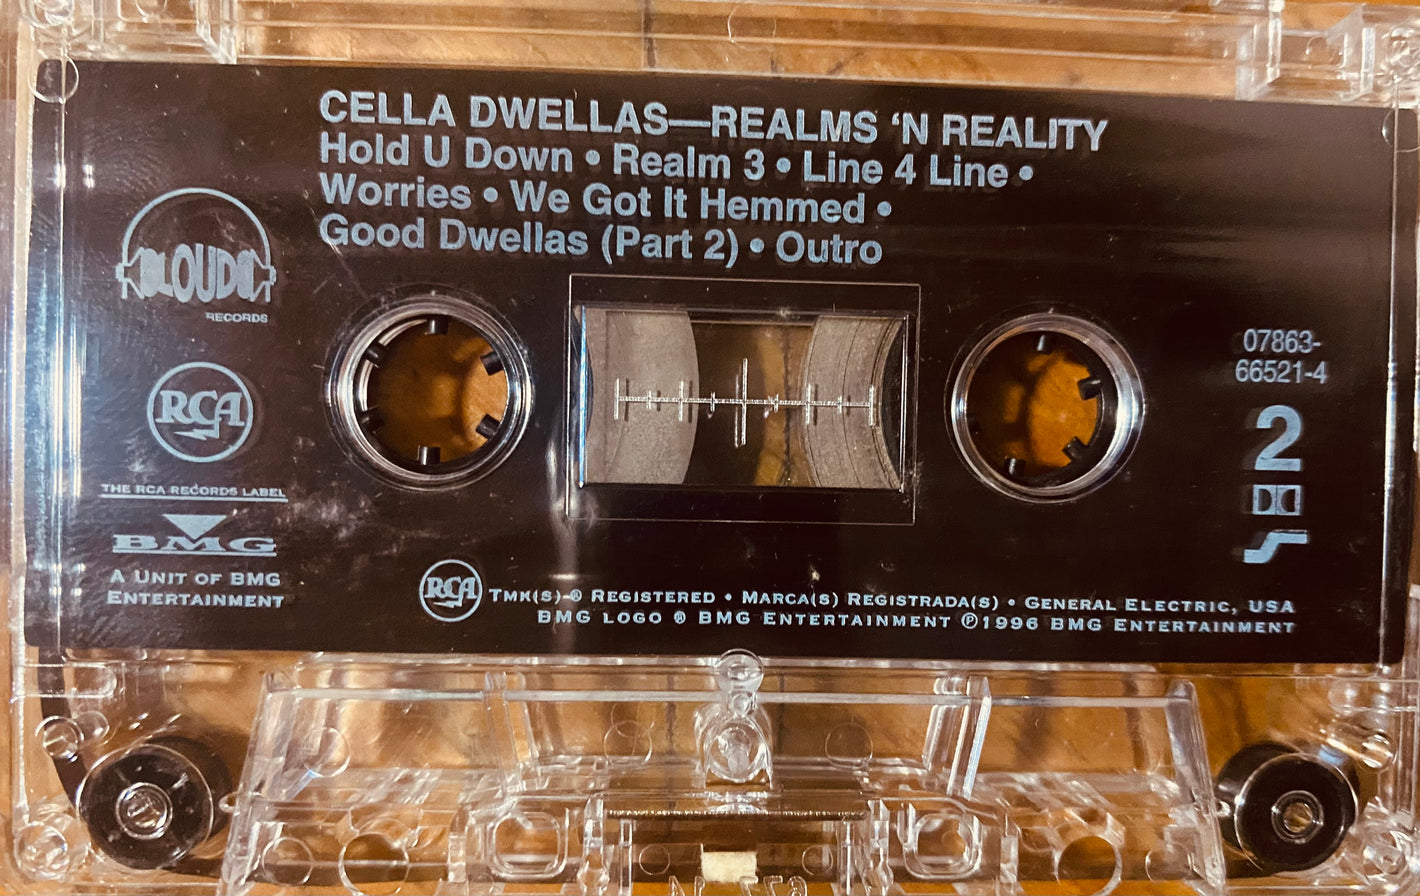 CELLA DWELLAS—REALMS ‘N REALITY
Hold U Down • Realm 3 • Line 4 Line •
Worries • We Got It Hemmed •
Good Dwellas (Part 2) • Outro
LOUD
RECORDS
RCA
THE RCA RECORDS LABEL
BMG
A UNIT OF BMG
ENTERTAINMENT
07863-
66521-4
2
RCA
TMK(S)-® REGISTERED • MARCA(S) REGISTRADA(S) • GENERAL ELECTRIC, USA
BMG LOGO ® BMG ENTERTAINMENT ℗1996 BMG ENTERTAINMENT